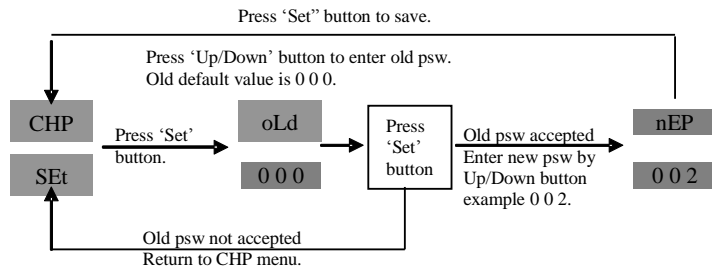 Press ‘Set” button to save.
Press ‘Up/Down’ button to enter old psw.
Old default value is 0 0 0.
CHP
SEt
Press ‘Set’
button.
oLd
0 0 0
Press
‘Set’
button
Old psw accepted
Enter new psw by
Up/Down button
example 0 0 2.
nEP
0 0 2
Old psw not accepted
Return to CHP menu.